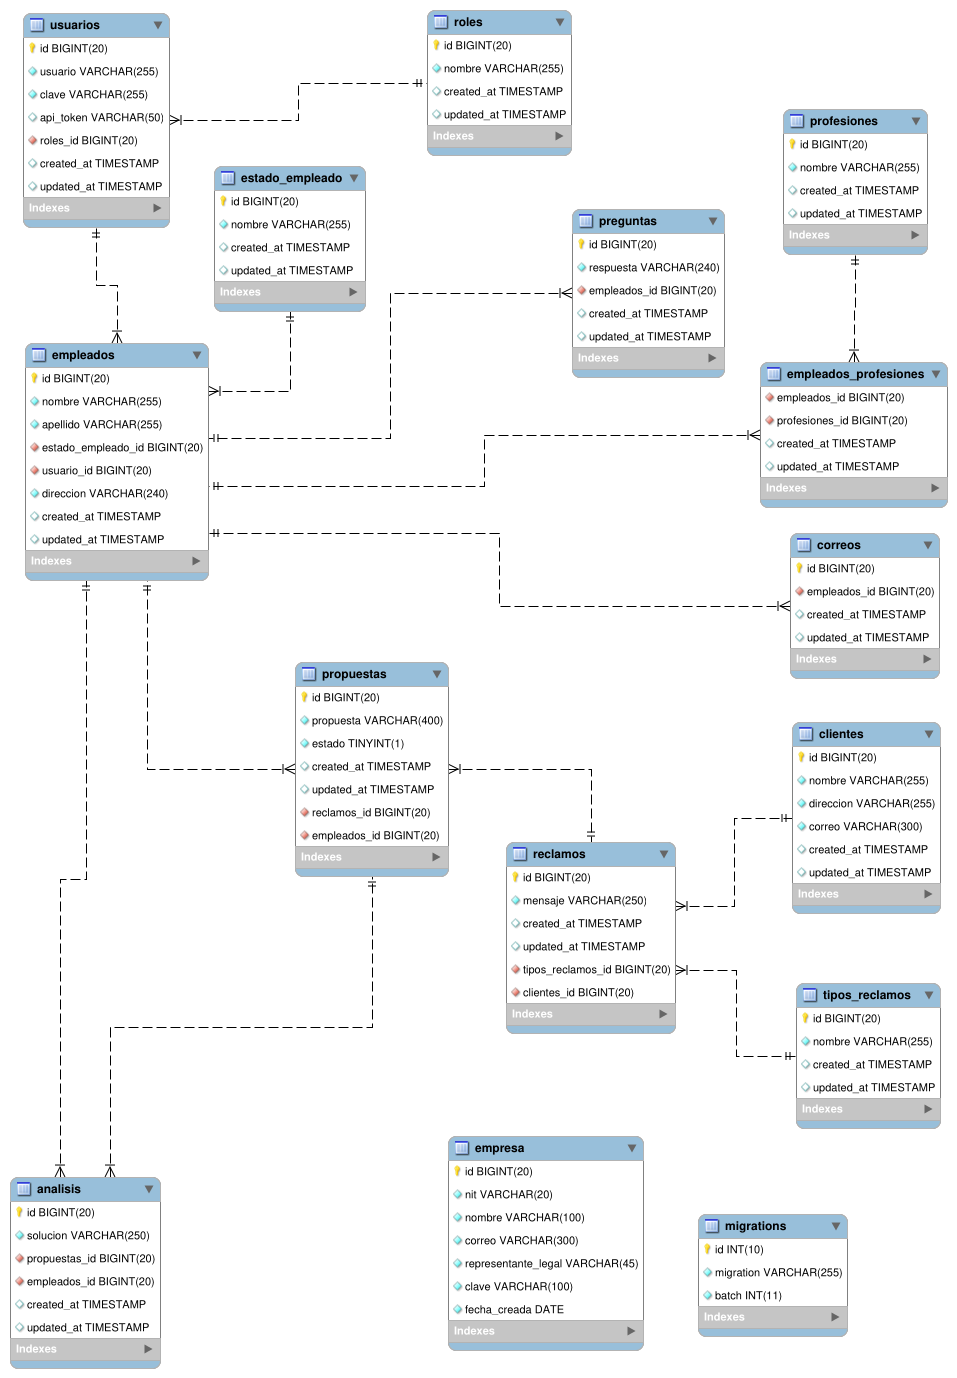 usuarios
id BIGINT(20)
usuario VARCHAR(255)
clave VARCHAR(255)
api_token VARCHAR(50)
roles_id BIGINT(20)
created_at TIMESTAMP
updated_at TIMESTAMP
Indexes
roles
id BIGINT(20)
nombre VARCHAR(255)
created_at TIMESTAMP
updated_at TIMESTAMP
Indexes
profesiones
id BIGINT(20)
nombre VARCHAR(255)
created_at TIMESTAMP
updated_at TIMESTAMP
Indexes
estado_empleado
id BIGINT(20)
nombre VARCHAR(255)
created_at TIMESTAMP
updated_at TIMESTAMP
Indexes
preguntas
id BIGINT(20)
respuesta VARCHAR(240)
empleados_id BIGINT(20)
created_at TIMESTAMP
updated_at TIMESTAMP
Indexes
empleados
id BIGINT(20)
nombre VARCHAR(255)
apellido VARCHAR(255)
estado_empleado_id BIGINT(20)
usuario_id BIGINT(20)
direccion VARCHAR(240)
created_at TIMESTAMP
updated_at TIMESTAMP
Indexes
empleados_profesiones
empleados_id BIGINT(20)
profesiones_id BIGINT(20)
created_at TIMESTAMP
updated_at TIMESTAMP
Indexes
correos
id BIGINT(20)
empleados_id BIGINT(20)
created_at TIMESTAMP
updated_at TIMESTAMP
Indexes
propuestas
id BIGINT(20)
propuesta VARCHAR(400)
estado TINYINT(1)
created_at TIMESTAMP
updated_at TIMESTAMP
reclamos_id BIGINT(20)
empleados_id BIGINT(20)
Indexes
clientes
id BIGINT(20)
nombre VARCHAR(255)
direccion VARCHAR(255)
correo VARCHAR(300)
created_at TIMESTAMP
updated_at TIMESTAMP
Indexes
reclamos
id BIGINT(20)
mensaje VARCHAR(250)
created_at TIMESTAMP
updated_at TIMESTAMP
tipos_reclamos_id BIGINT(20)
clientes_id BIGINT(20)
Indexes
tipos_reclamos
id BIGINT(20)
nombre VARCHAR(255)
created_at TIMESTAMP
updated_at TIMESTAMP
Indexes
empresa
id BIGINT(20)
nit VARCHAR(20)
nombre VARCHAR(100)
correo VARCHAR(300)
representante_legal VARCHAR(45)
clave VARCHAR(100)
fecha_creada DATE
Indexes
analisis
id BIGINT(20)
solucion VARCHAR(250)
propuestas_id BIGINT(20)
empleados_id BIGINT(20)
created_at TIMESTAMP
updated_at TIMESTAMP
Indexes
migrations
id INT(10)
migration VARCHAR(255)
batch INT(11)
Indexes